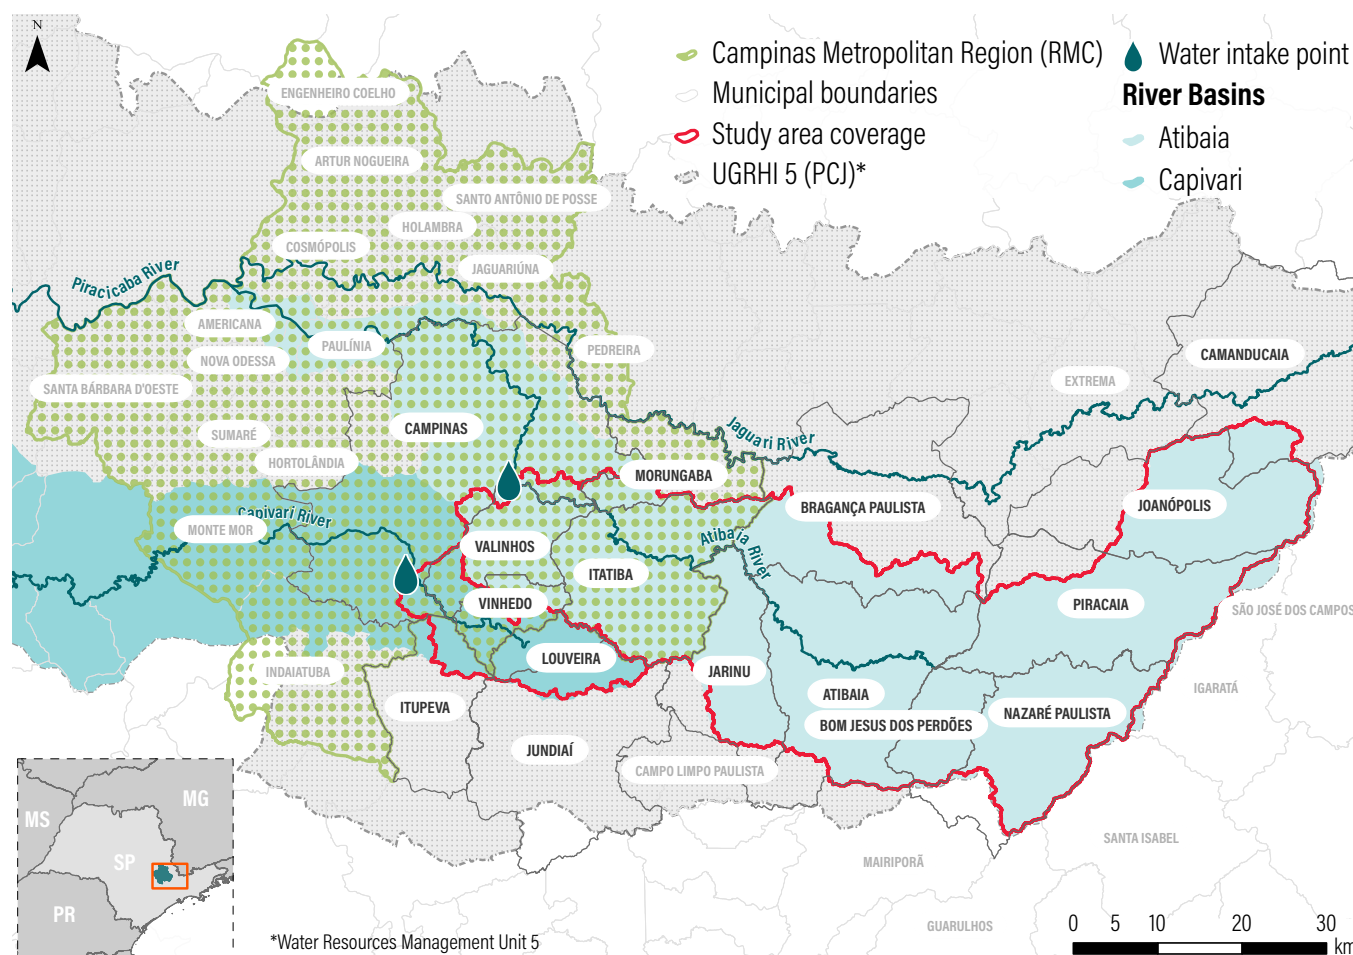 N
Campinas Metropolitan Region (RMC)
Municipal boundaries
Study area coverage
UGRHI 5 (PCJ)*
Water intake point
River Basins
Atibaia
Capivari
ENGENHEIRO COELHO
ARTUR NOGUEIRA
SANTO ANTÔNIO DE POSSE
HOLAMBRA
COSMÓPOLIS
JAGUARIÚNA
Piracicaba River
AMERICANA
PAULÍNIA
NOVA ODESSA
PEDREIRA
CAMANDUCAIA
EXTREMA
SANTA BÁRBARA D'OESTE
CAMPINAS
SUMARÉ
Jaguari River
HORTOLÂNDIA
MORUNGABA
BRAGANÇA PAULISTA
JOANÓPOLIS
Capivari River
MONTE MOR
VALINHOS
Atibaia River
ITATIBA
VINHEDO
PIRACAIA
SÃO JOSÉ DOS CAMPOS
LOUVEIRA
INDAIATUBA
JARINU
IGARATÁ
ATIBAIA
ITUPEVA
NAZARÉ PAULISTA
BOM JESUS DOS PERDÕES
JUNDIAÍ
CAMPO LIMPO PAULISTA
MG
MS
SP
PR
SANTA ISABEL
MAIRIPORÃ
GUARULHOS
0 5 10 20 30
km
*Water Resources Management Unit 5